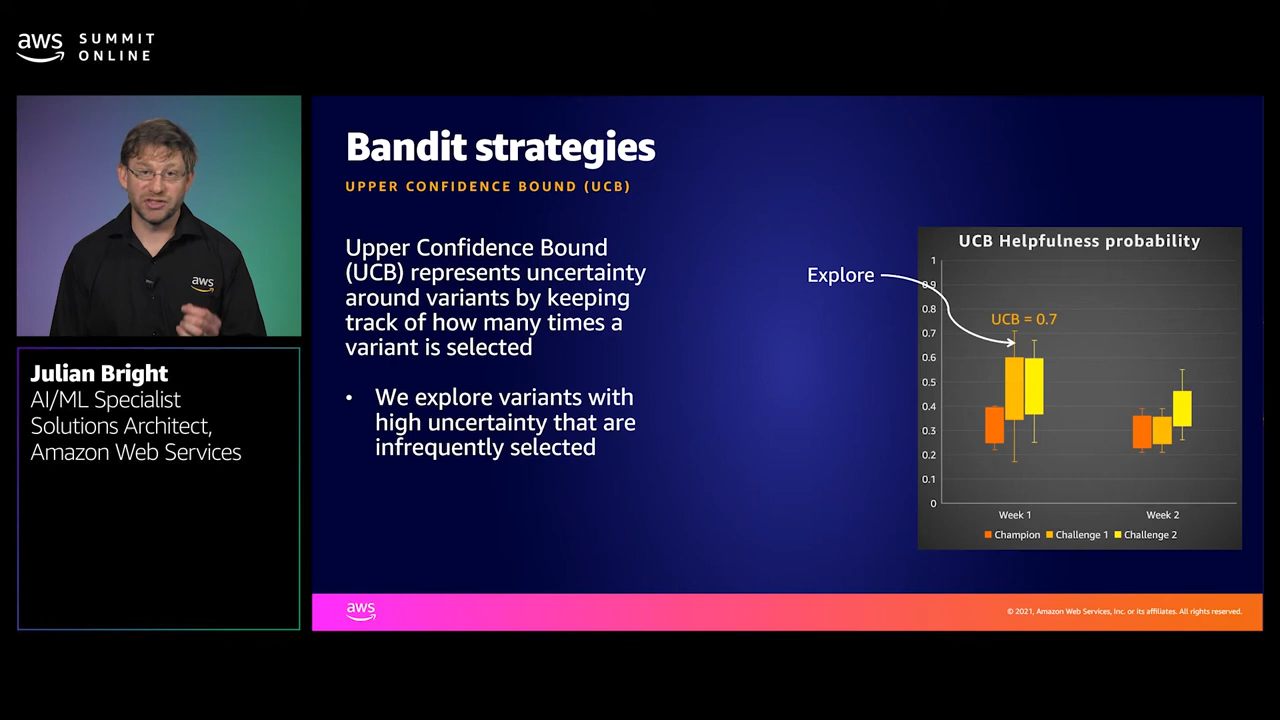 aws
SUMMIT
ONLINE
aws
Julian Bright
AI/ML Specialist
Solutions Architect,
Amazon Web Services
Bandit strategies
UPPER CONFIDENCE BOUND (UCB)
Upper Confidence Bound
(UCB) represents uncertainty
around variants by keeping
track of how many times a
variant is selected
• We explore variants with
high uncertainty that are
infrequently selected
Explore
UCB Helpfulness probability
UCB = 0.7
1
0.9
0.8
0.7
0.6
0.5
0.4
0.3
0.2
0.1
0
Week 1 Week 2
Champion Challenge 1 Challenge 2
aws
© 2021, Amazon Web Services, Inc. or its affiliates. All rights reserved.